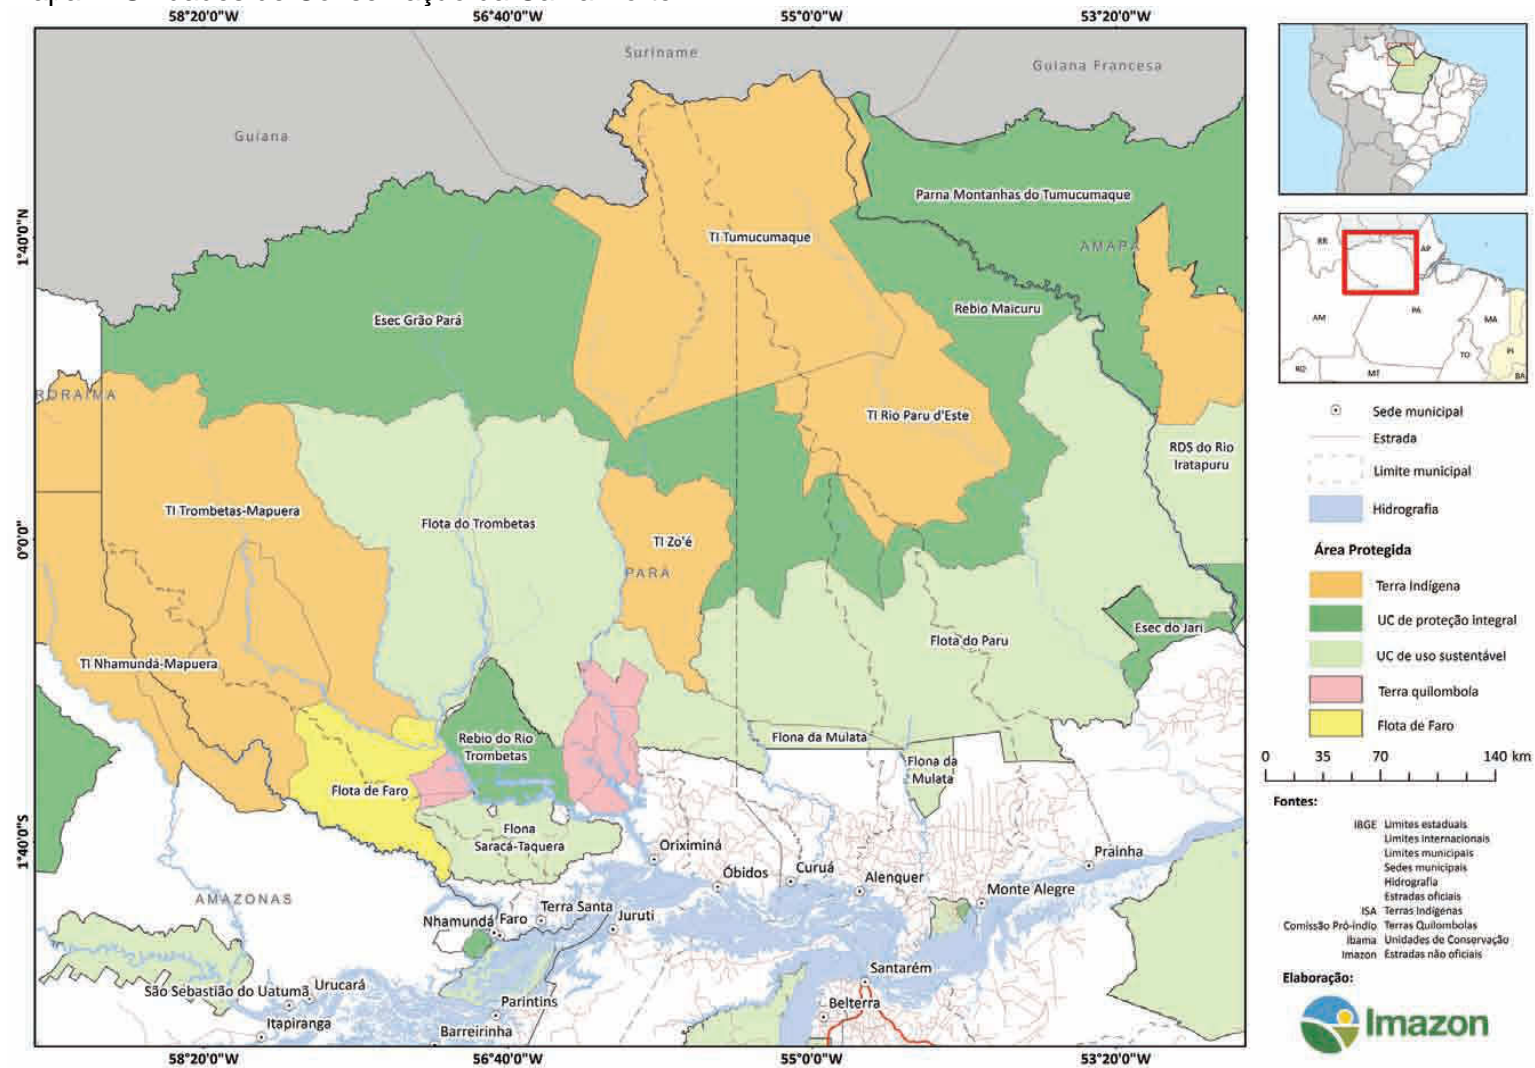 58°20'0"W
56°40'0"W
55°0'0"W
53°20'0"W
Suriname
Guiana Francesa
Guiana
Parna Montanhas do Tumucumaque
1°40'0"N
TI Tumucumaque
AMAPÁ
Esec Grão Pará
Rebio Maicuru
RORAIMA
TI Rio Paru d'Este
RDS do Rio
Iratapuru
TI Trombetas-Mapuera
Flota do Trombetas
0°0'0"
TI Zo'é
PARÁ
Esec do Jari
Flota do Paru
TI Nhamundá-Mapuera
Rebio do Rio
Trombetas
Flona da Mulata
Flona da
Mulata
Flota de Faro
Flona
Saracá-Taquera
1°40'0"S
Oriximiná
Óbidos
Curuá
Alenquer
Prainha
Monte Alegre
AMAZONAS
Nhamundá
Faro
Terra Santa
Juruti
Santarém
São Sebastião do Uatumã
Urucará
Parintins
Belterra
Itapiranga
Barreirinha
58°20'0"W
56°40'0"W
55°0'0"W
53°20'0"W
RR
AP
AM
PA
MA
TO
PI
RO
MT
BA
Sede municipal
Estrada
Limite municipal
Hidrografia
Área Protegida
Terra Indígena
UC de proteção integral
UC de uso sustentável
Terra quilombola
Flota de Faro
0 35 70 140 km
Fontes:
IBGE Limites estaduais
Limites internacionais
Limites municipais
Sedes municipais
Hidrografia
Estradas oficiais
ISA Terras Indígenas
Comissão Pró-índio Terras Quilombolas
Ibama Unidades de Conservação
Imazon Estradas não oficiais
Elaboração:
Imazon